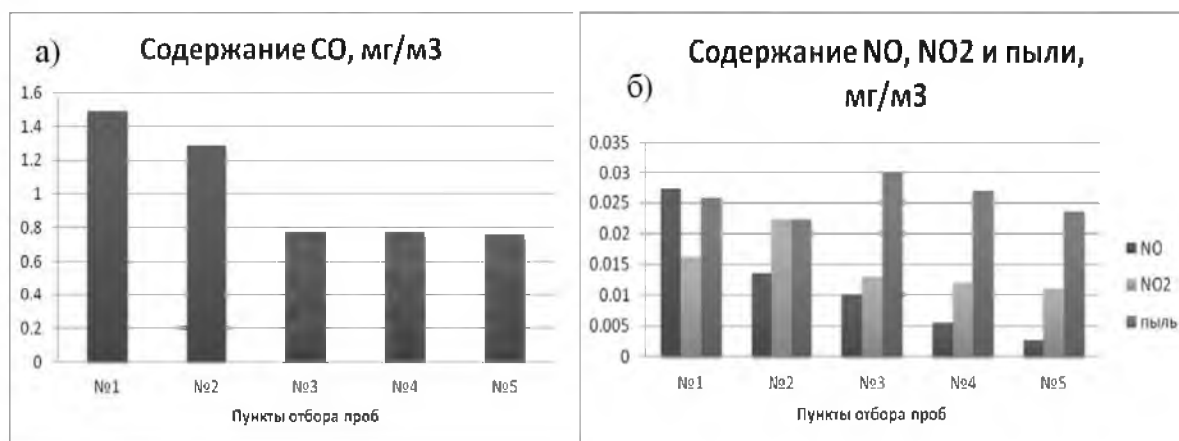 а)
Содержание CO, мг/м3
1.6
1.4
1.2
1
0.8
0.6
0.4
0.2
0
№1 №2 №3 №4 №5
Пункты отбора проб
б)
Содержание NO, NO2 и пыли,
мг/м3
0.035
0.03
0.025
0.02
0.015
0.01
0.005
0
№1 №2 №3 №4 №5
Пункты отбора проб
NO
NO2
пыль